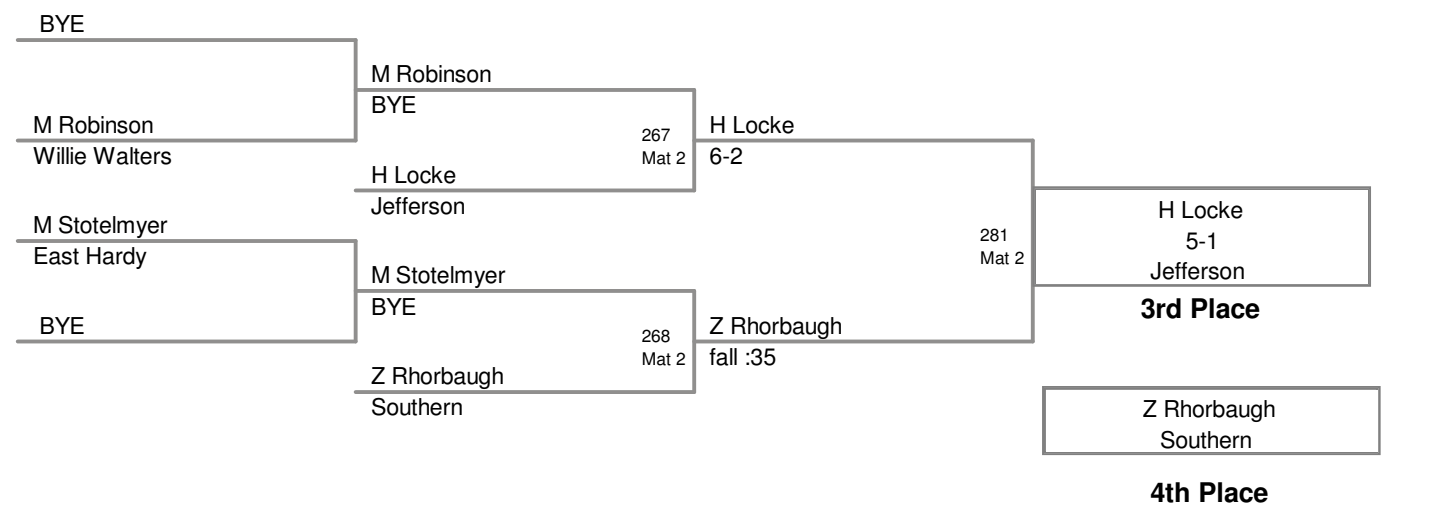 BYE
M Robinson
Willie Walters
M Stotelmyer
East Hardy
BYE
M Robinson
BYE
267
Mat 2
H Locke
Jefferson
M Stotelmyer
BYE
268
Mat 2
Z Rhorbaugh
Southern
H Locke
6-2
281
Mat 2
Z Rhorbaugh
fall :35
H Locke
5-1
Jefferson
3rd Place
Z Rhorbaugh
Southern
4th Place